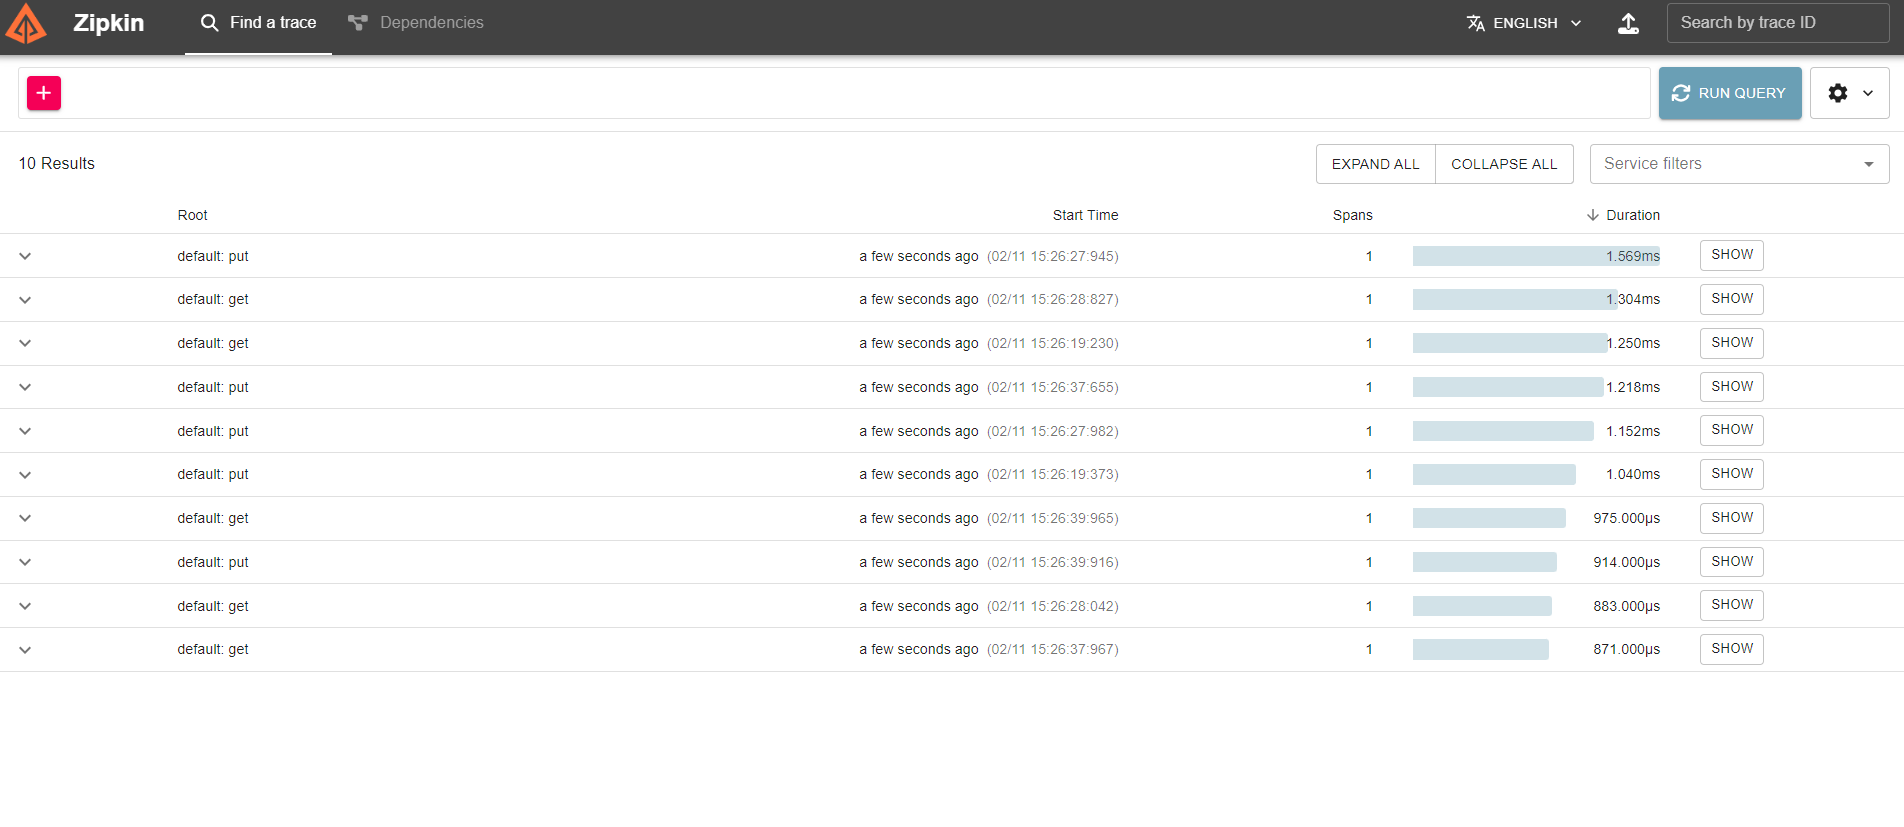 Zipkin Find a trace Dependencies ENGLISH Search by trace ID
+ RUN QUERY
10 Results EXPAND ALL COLLAPSE ALL Service filters
Root Start Time Spans Duration
default: put a few seconds ago (02/11 15:26:27:945) 1 1.569ms SHOW
default: get a few seconds ago (02/11 15:26:28:827) 1 1.304ms SHOW
default: get a few seconds ago (02/11 15:26:19:230) 1 1.250ms SHOW
default: put a few seconds ago (02/11 15:26:37:655) 1 1.218ms SHOW
default: put a few seconds ago (02/11 15:26:27:982) 1 1.152ms SHOW
default: put a few seconds ago (02/11 15:26:19:373) 1 1.040ms SHOW
default: get a few seconds ago (02/11 15:26:39:965) 1 975.000μs SHOW
default: put a few seconds ago (02/11 15:26:39:916) 1 914.000μs SHOW
default: get a few seconds ago (02/11 15:26:28:042) 1 883.000μs SHOW
default: get a few seconds ago (02/11 15:26:37:967) 1 871.000μs SHOW